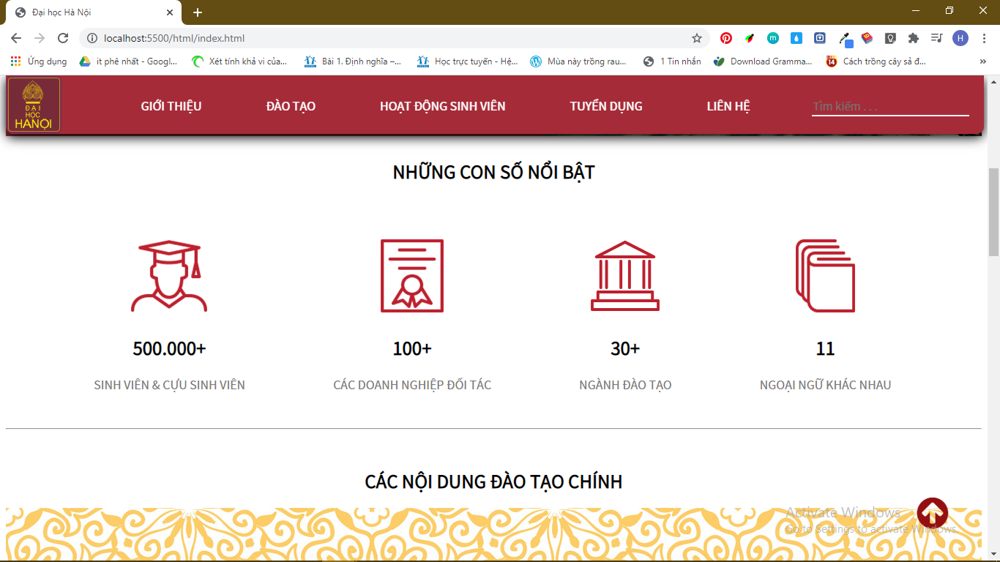 Đại học Hà Nội
localhost:5500/html/index.html
Ứng dụng
it phê nhất - Googl...
Xét tính khả vi của...
Bài 1. Định nghĩa –...
Học trực tuyến - Hệ...
Mùa này trồng rau...
1 Tin nhắn
Download Gramma...
Cách trồng cây sả đ...
»
ĐẠI
HỌC
HANỌI
GIỚI THIỆU
ĐÀO TẠO
HOẠT ĐỘNG SINH VIÊN
TUYỂN DỤNG
LIÊN HỆ
Tìm kiếm . . .
NHỮNG CON SỐ NỔI BẬT
500.000+
100+
30+
11
SINH VIÊN & CỰU SINH VIÊN
CÁC DOANH NGHIỆP ĐỐI TÁC
NGÀNH ĐÀO TẠO
NGOẠI NGỮ KHÁC NHAU
CÁC NỘI DUNG ĐÀO TẠO CHÍNH
Activate Windows
Go to Settings to activate Windows.